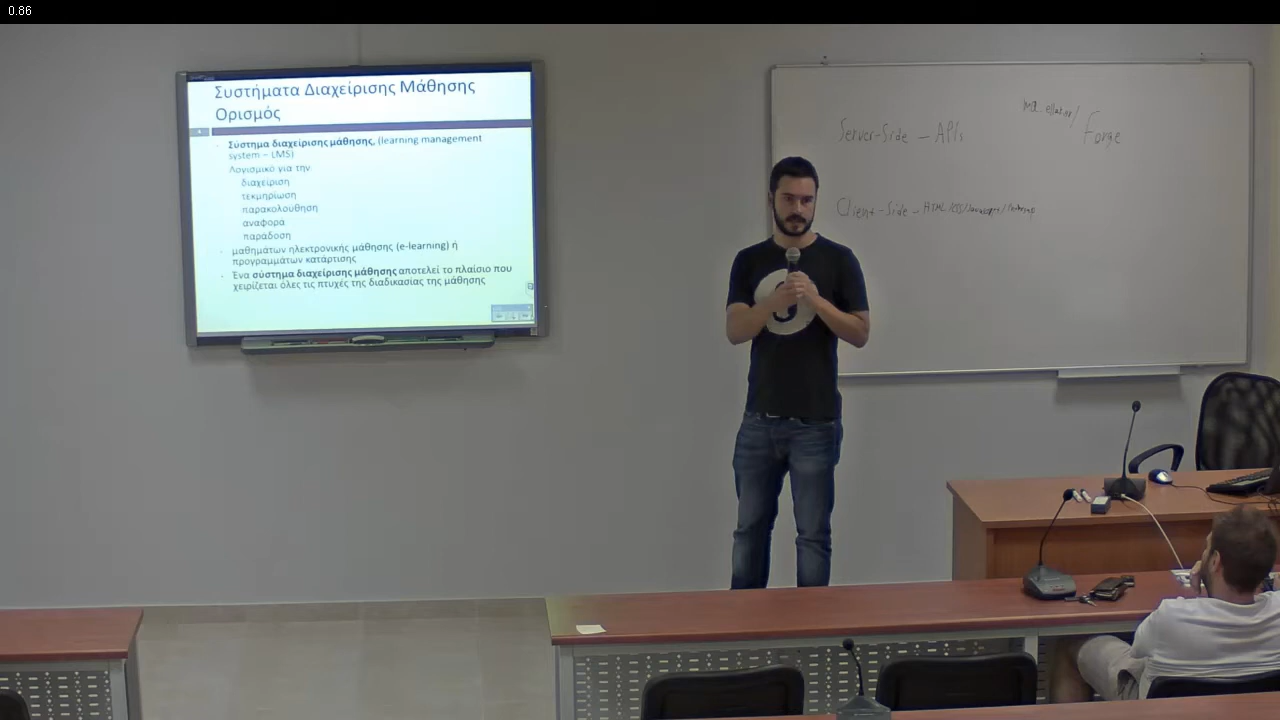 0.86
Συστήματα Διαχείρισης Μάθησης
Ορισμός
Σύστημα διαχείρισης μάθησης, (learning management
system – LMS)
Λογισμικό για την
διαχείριση
τεκμηρίωση
παρακολούθηση
αναφορά
παράδοση
μαθημάτων ηλεκτρονικής μάθησης (e-learning) ή
προγραμμάτων κατάρτισης
Ένα σύστημα διαχείρισης μάθησης αποτελεί το πλαίσιο που
χειρίζεται όλες τις πτυχές της διαδικασίας της μάθησης
Server-Side – APIs
Forge
Client-Side – HTML/CSS/Javascript/